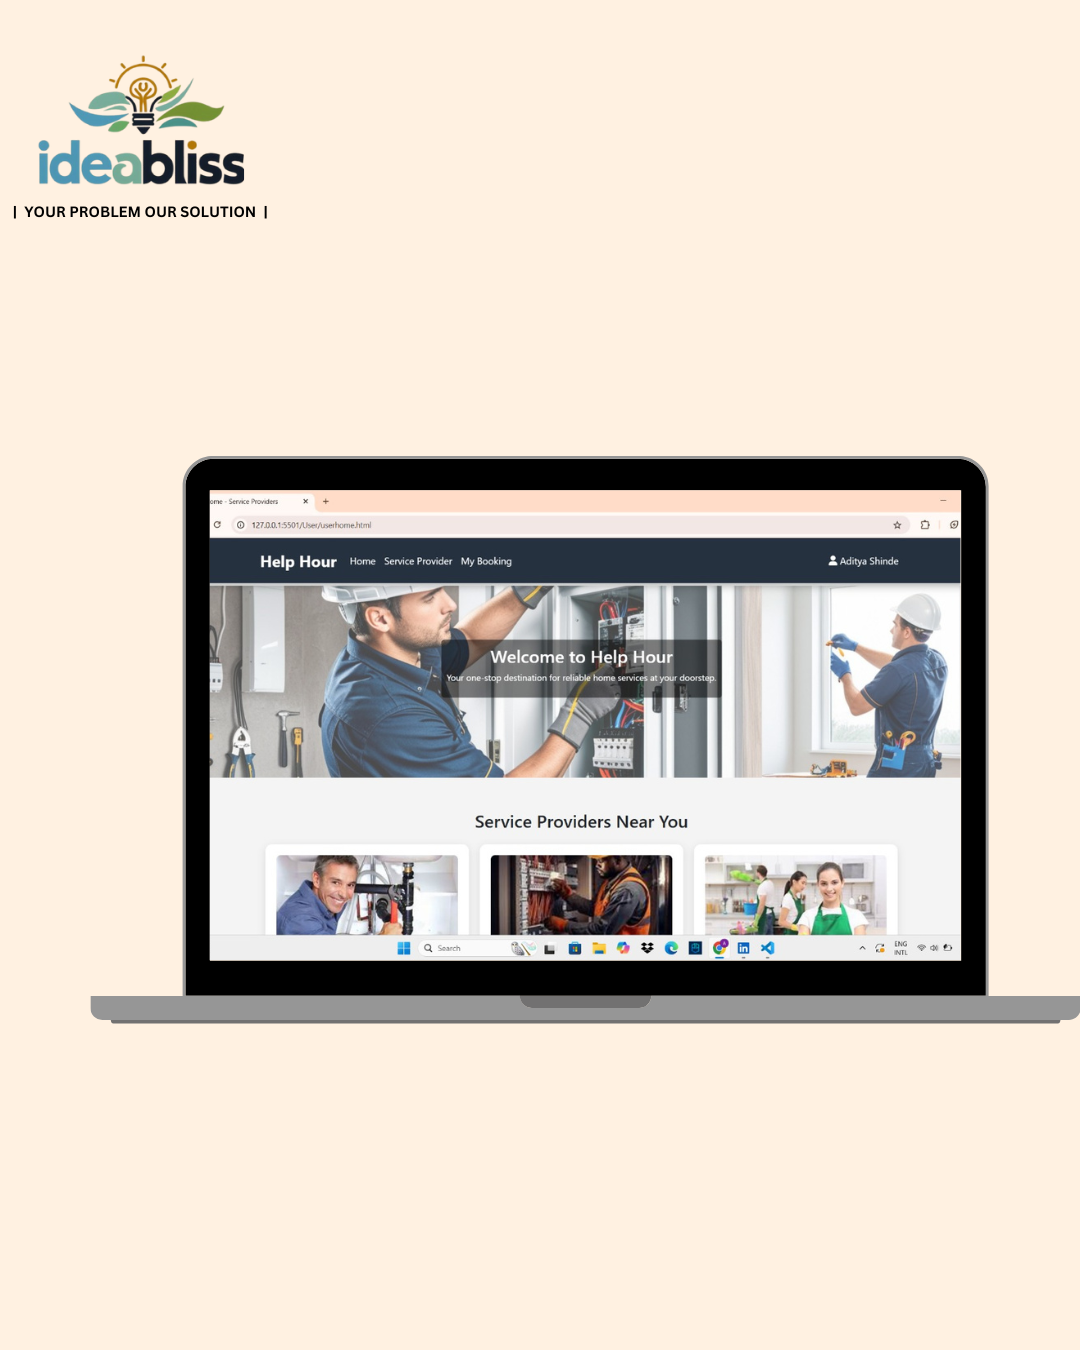 ideabliss
| YOUR PROBLEM OUR SOLUTION |
ome - Service Providers
127.0.0.1:5501/User/userhome.html
Help Hour Home Service Provider My Booking Aditya Shinde
Welcome to Help Hour
Your one-stop destination for reliable home services at your doorstep.
Service Providers Near You
Search
ENG
INTL